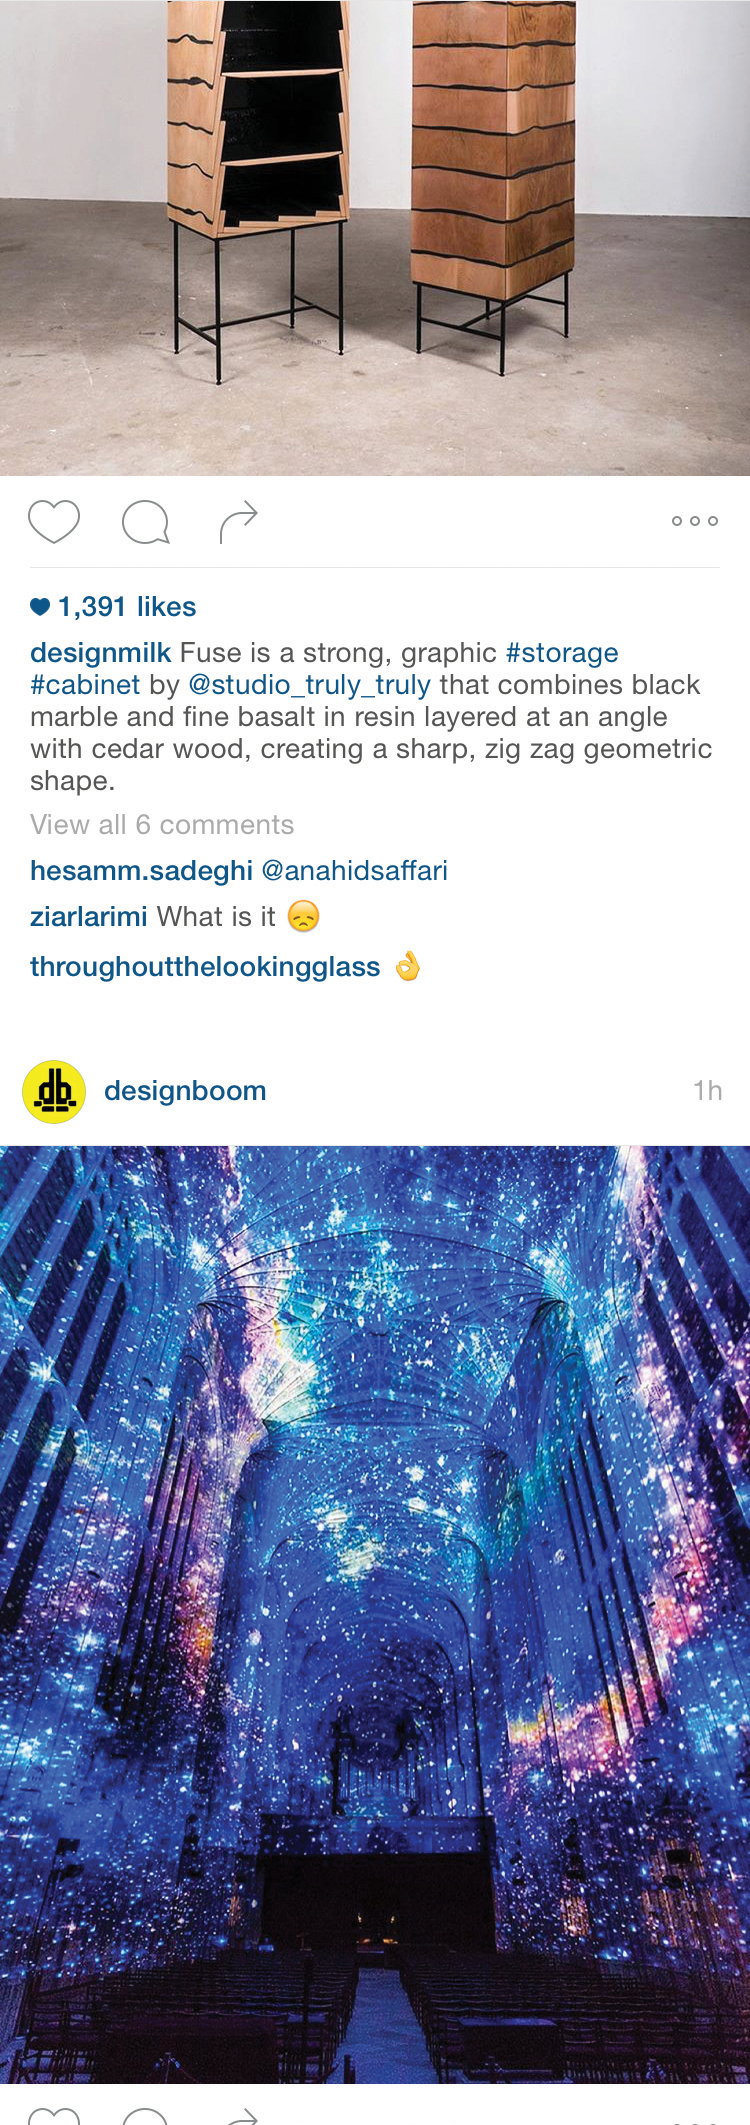 1,391 likes
designmilk Fuse is a strong, graphic #storage
#cabinet by @studio_truly_truly that combines black
marble and fine basalt in resin layered at an angle
with cedar wood, creating a sharp, zig zag geometric
shape.
View all 6 comments
hesamm.sadeghi @anahidsaffari
ziarlarimi What is it 😞
throughoutthelookingglass 👌
db
designboom 1h